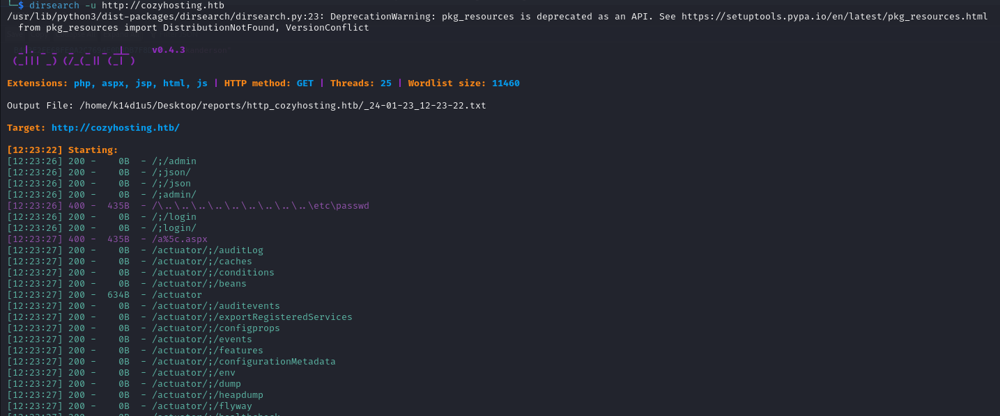 └─$ dirsearch -u http://cozyhosting.htb
/usr/lib/python3/dist-packages/dirsearch/dirsearch.py:23: DeprecationWarning: pkg_resources is deprecated as an API. See https://setuptools.pypa.io/en/latest/pkg_resources.html
  from pkg_resources import DistributionNotFound, VersionConflict
  _|. _ _  _  _  _ _|_    v0.4.3
 (_||| _) (/_(_|| (_| )
Extensions: php, aspx, jsp, html, js | HTTP method: GET | Threads: 25 | Wordlist size: 11460
Output File: /home/k14d1u5/Desktop/reports/http_cozyhosting.htb/_24-01-23_12-23-22.txt
Target: http://cozyhosting.htb/
[12:23:22] Starting:
[12:23:26] 200 -    0B  - /;/admin
[12:23:26] 200 -    0B  - /;json/
[12:23:26] 200 -    0B  - /;/json
[12:23:26] 200 -    0B  - /;admin/
[12:23:26] 400 -  435B  - /\..\..\..\..\..\..\..\..\..\etc\passwd
[12:23:26] 200 -    0B  - /;/login
[12:23:26] 200 -    0B  - /;login/
[12:23:27] 400 -  435B  - /a%5c.aspx
[12:23:27] 200 -    0B  - /actuator/;/auditLog
[12:23:27] 200 -    0B  - /actuator/;/caches
[12:23:27] 200 -    0B  - /actuator/;/conditions
[12:23:27] 200 -    0B  - /actuator/;/beans
[12:23:27] 200 -  634B  - /actuator
[12:23:27] 200 -    0B  - /actuator/;/auditevents
[12:23:27] 200 -    0B  - /actuator/;/exportRegisteredServices
[12:23:27] 200 -    0B  - /actuator/;/configprops
[12:23:27] 200 -    0B  - /actuator/;/events
[12:23:27] 200 -    0B  - /actuator/;/features
[12:23:27] 200 -    0B  - /actuator/;/configurationMetadata
[12:23:27] 200 -    0B  - /actuator/;/env
[12:23:27] 200 -    0B  - /actuator/;/dump
[12:23:27] 200 -    0B  - /actuator/;/heapdump
[12:23:27] 200 -    0B  - /actuator/;/flyway